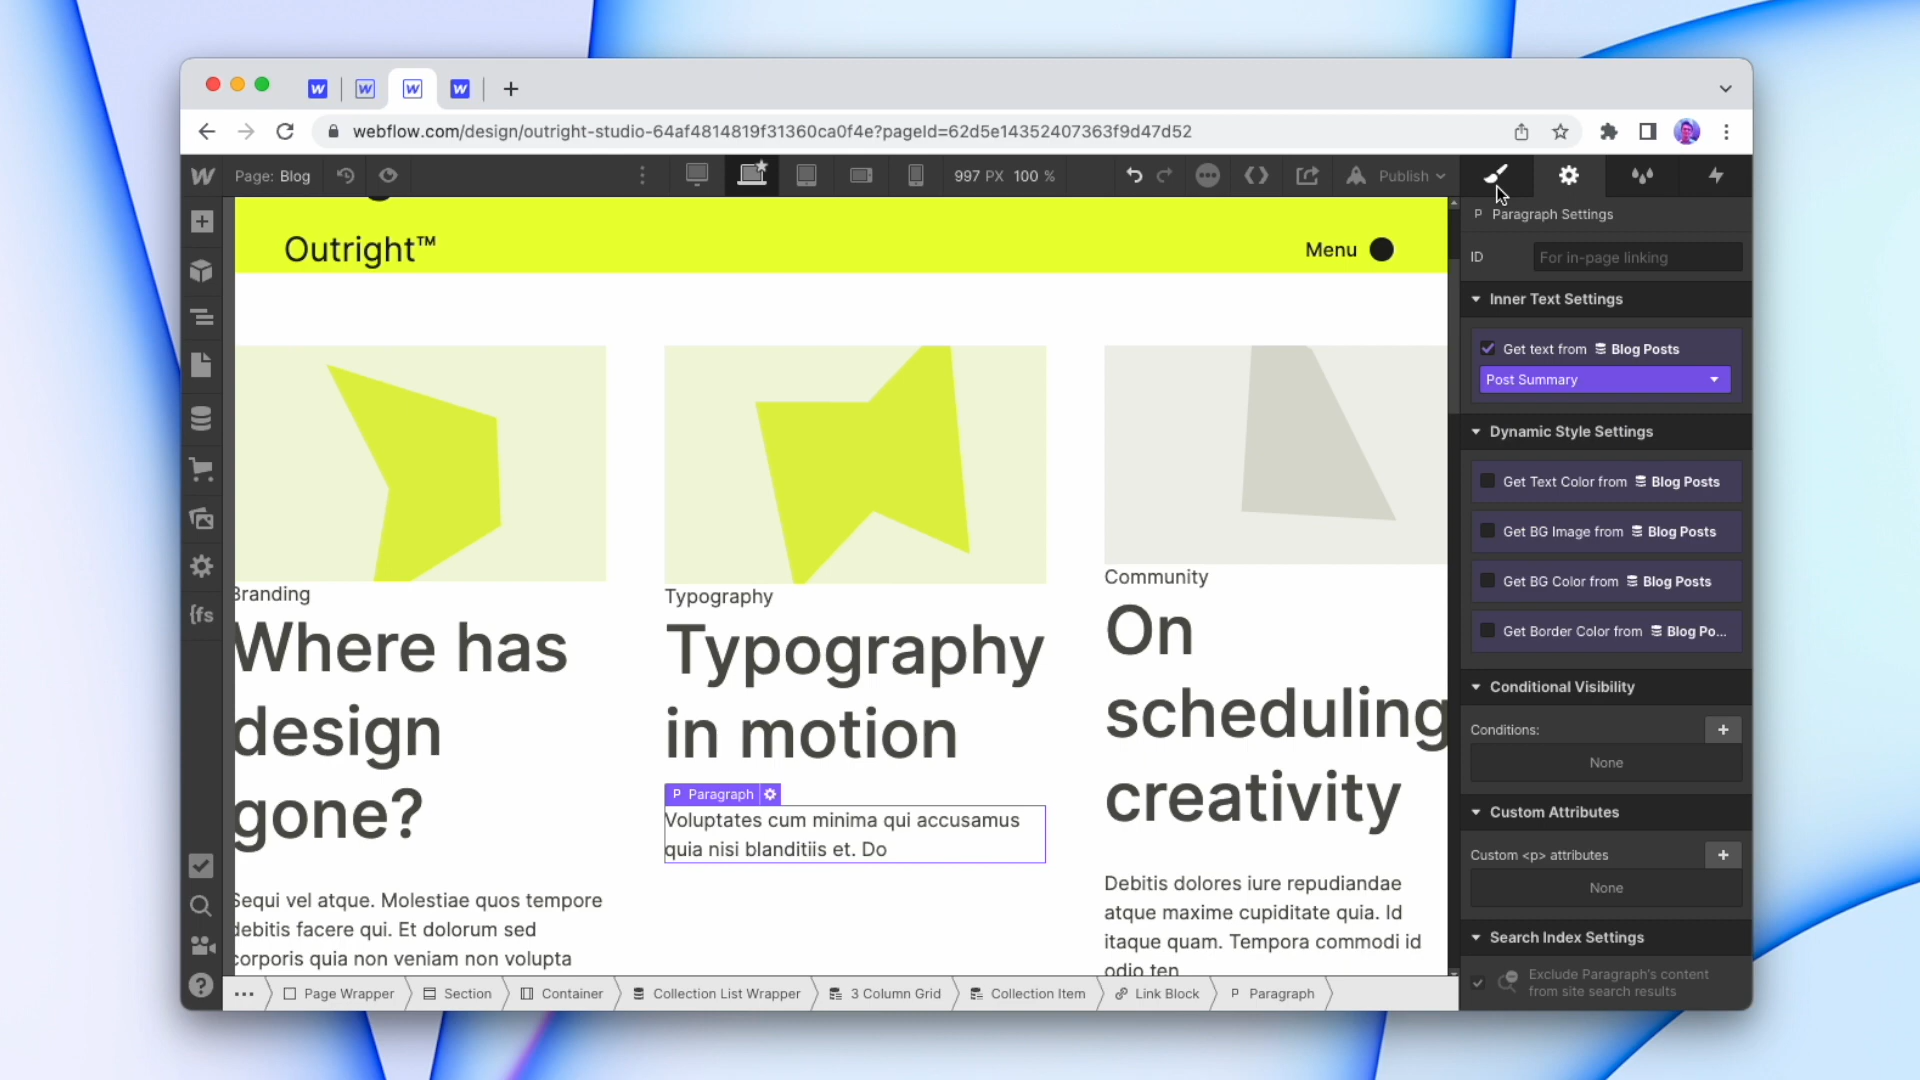 webflow.com/design/outright-studio-64af4814819f31360ca0f4e?pageId=62d5e14352407363f9d47d52
Page: Blog
997 PX 100 %
Publish
Outright™
Menu
Branding
Where has
design
gone?
Sequi vel atque. Molestiae quos tempore
debitis facere qui. Et dolorum sed
corporis quia non veniam non volupta
Typography
Typography
in motion
P Paragraph
Voluptates cum minima qui accusamus
quia nisi blanditiis et. Do
Community
On
scheduling
creativity
Debitis dolores iure repudiandae
atque maxime cupiditate quia. Id
itaque quam. Tempora commodi id
odio ten
P Paragraph Settings
ID For in-page linking
Inner Text Settings
Get text from Blog Posts
Post Summary
Dynamic Style Settings
Get Text Color from Blog Posts
Get BG Image from Blog Posts
Get BG Color from Blog Posts
Get Border Color from Blog Po...
Conditional Visibility
Conditions:
None
Custom Attributes
Custom <p> attributes
None
Search Index Settings
Exclude Paragraph's content
from site search results
{fs
... Page Wrapper Section Container Collection List Wrapper 3 Column Grid Collection Item Link Block P Paragraph